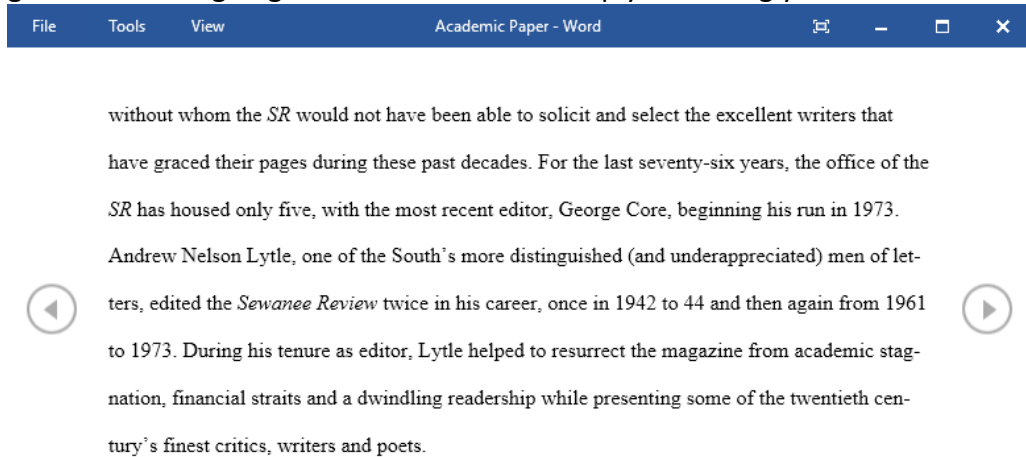 File Tools View Academic Paper - Word
without whom the SR would not have been able to solicit and select the excellent writers that
have graced their pages during these past decades. For the last seventy-six years, the office of the
SR has housed only five, with the most recent editor, George Core, beginning his run in 1973.
Andrew Nelson Lytle, one of the South's more distinguished (and underappreciated) men of let-
ters, edited the Sewanee Review twice in his career, once in 1942 to 44 and then again from 1961
to 1973. During his tenure as editor, Lytle helped to resurrect the magazine from academic stag-
nation, financial straits and a dwindling readership while presenting some of the twentieth cen-
tury's finest critics, writers and poets.